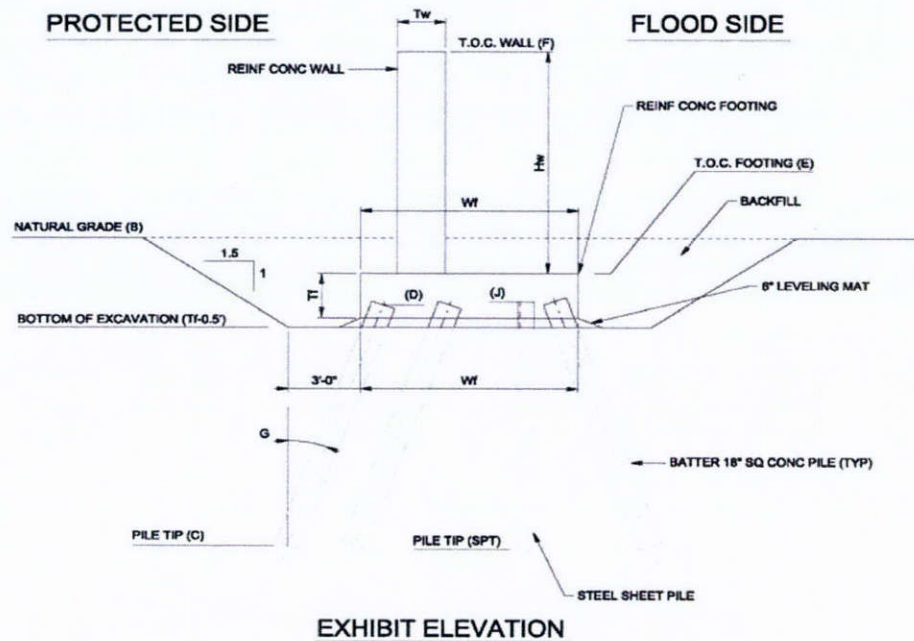 PROTECTED SIDE
Tw
FLOOD SIDE
T.O.C. WALL (F)
REINF CONC WALL
REINF CONC FOOTING
Hw
T.O.C. FOOTING (E)
Wf
BACKFILL
NATURAL GRADE (B)
1.5
1
Tf
(D)
(J)
6" LEVELING MAT
BOTTOM OF EXCAVATION (Tf-0.5')
3'-0"
Wf
G
BATTER 18" SQ CONC PILE (TYP)
PILE TIP (C)
PILE TIP (SPT)
STEEL SHEET PILE
EXHIBIT ELEVATION